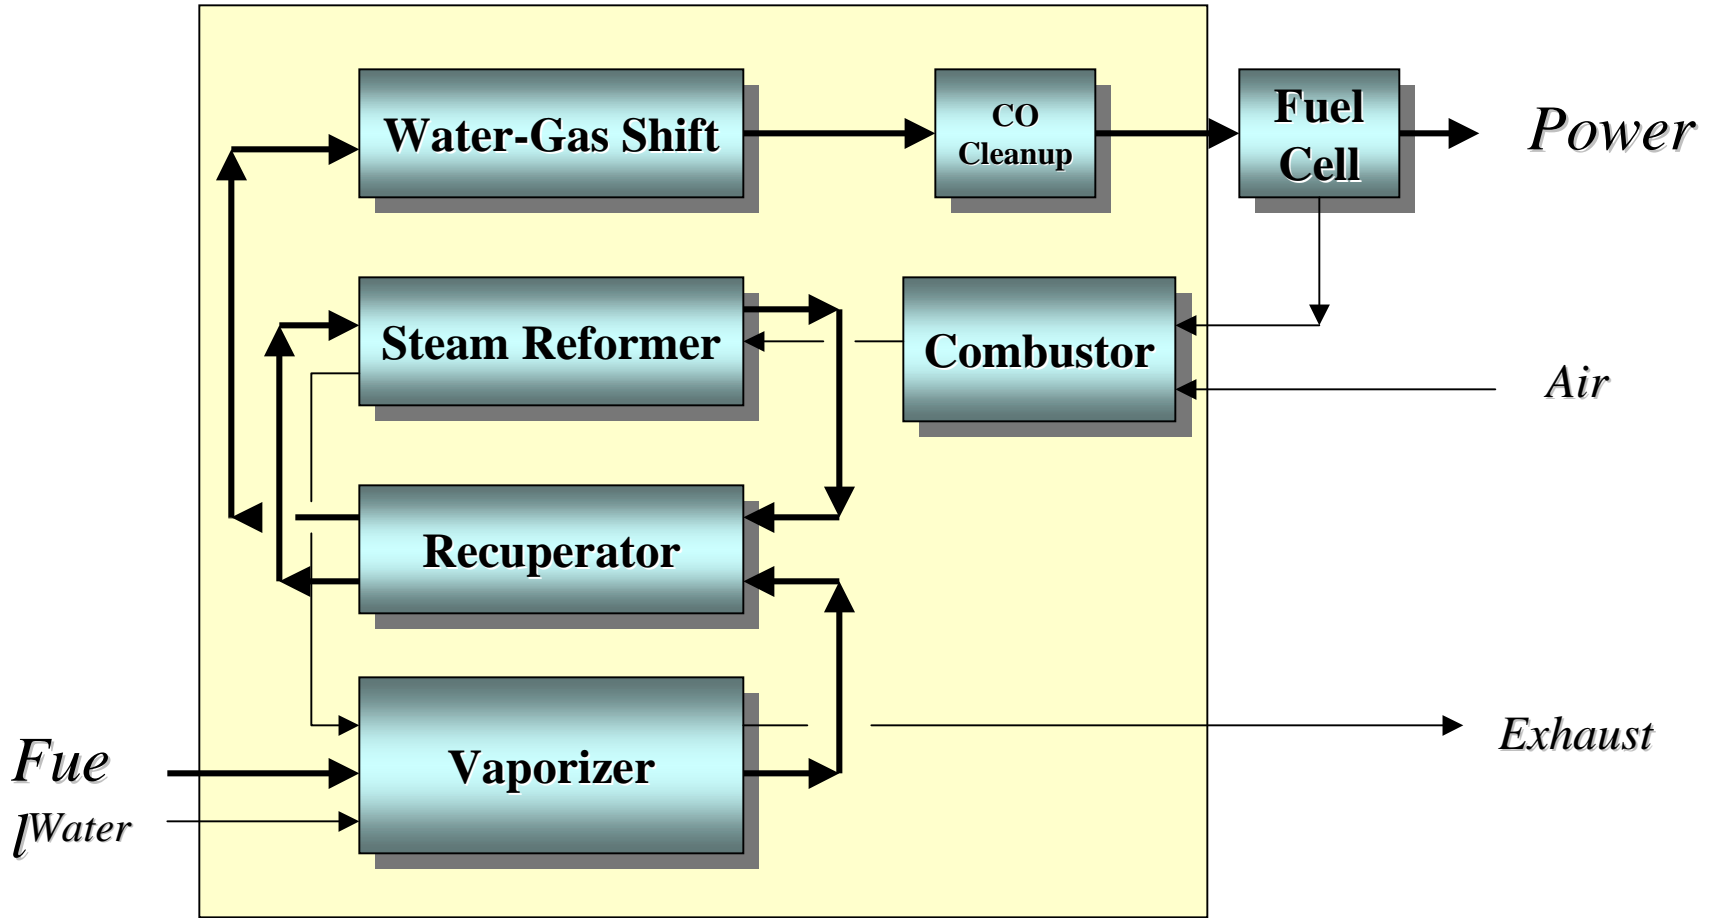 Water-Gas Shift
CO
Cleanup
Fuel
Cell
Power
Steam Reformer
Combustor
Air
Recuperator
Vaporizer
Exhaust
Fue
l
Water